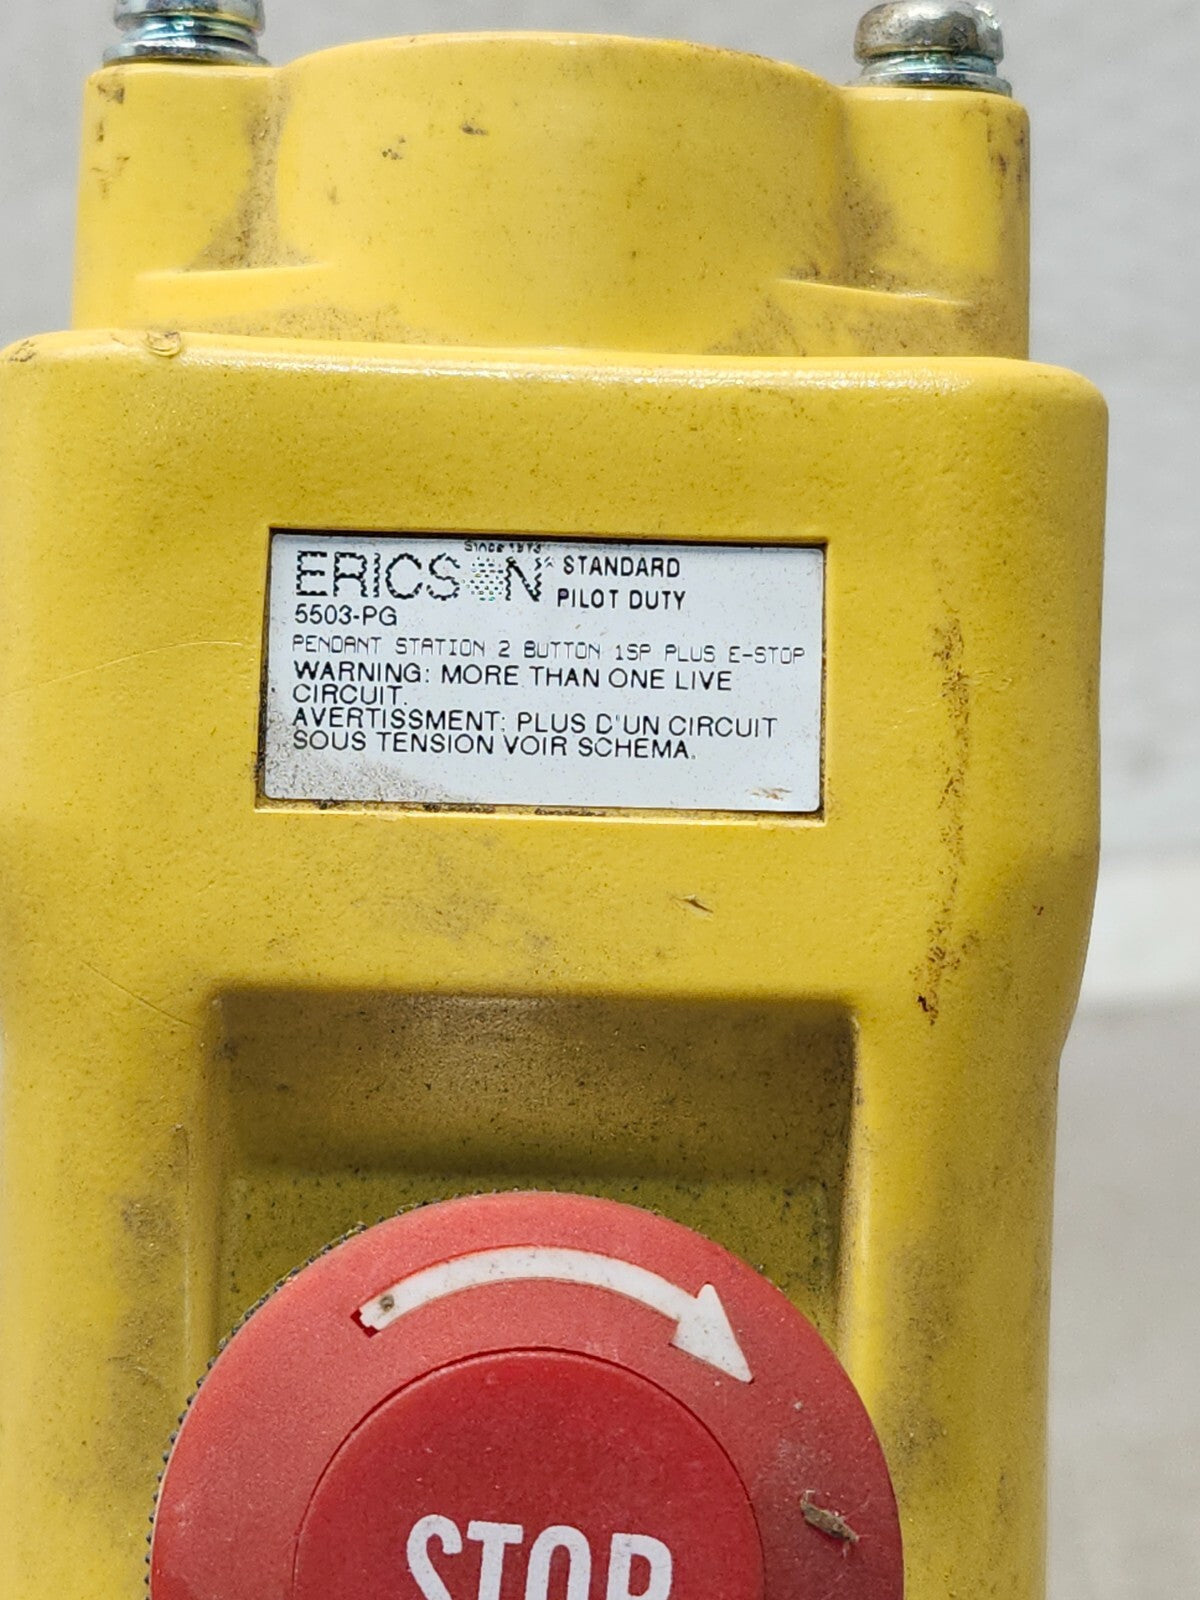 Since 1973
ERICSON STANDARD
PILOT DUTY
5503-PG
PENDANT STATION 2 BUTTON 1SP PLUS E-STOP
WARNING: MORE THAN ONE LIVE
CIRCUIT.
AVERTISSMENT: PLUS D'UN CIRCUIT
SOUS TENSION VOIR SCHEMA.
STOP